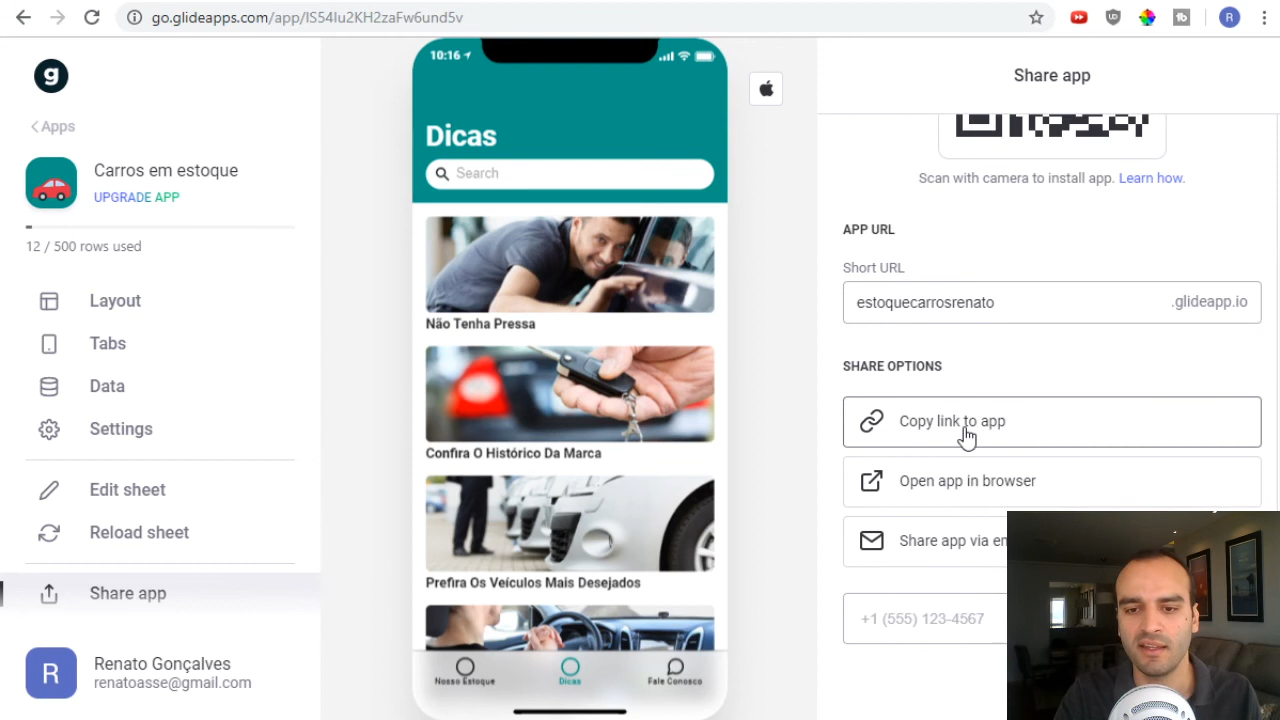 go.glideapps.com/app/IS54Iu2KH2zaFw6und5v
R
g
Apps
Carros em estoque
UPGRADE APP
12 / 500 rows used
Layout
Tabs
Data
Settings
Edit sheet
Reload sheet
Share app
R
Renato Gonçalves
renatoasse@gmail.com
10:16
Dicas
Search
Não Tenha Pressa
Confira O Histórico Da Marca
Prefira Os Veículos Mais Desejados
Nosso Estoque
Dicas
Fale Conosco
Share app
Scan with camera to install app. Learn how.
APP URL
Short URL
estoquecarrosrenato .glideapp.io
SHARE OPTIONS
Copy link to app
Open app in browser
Share app via em
+1 (555) 123-4567